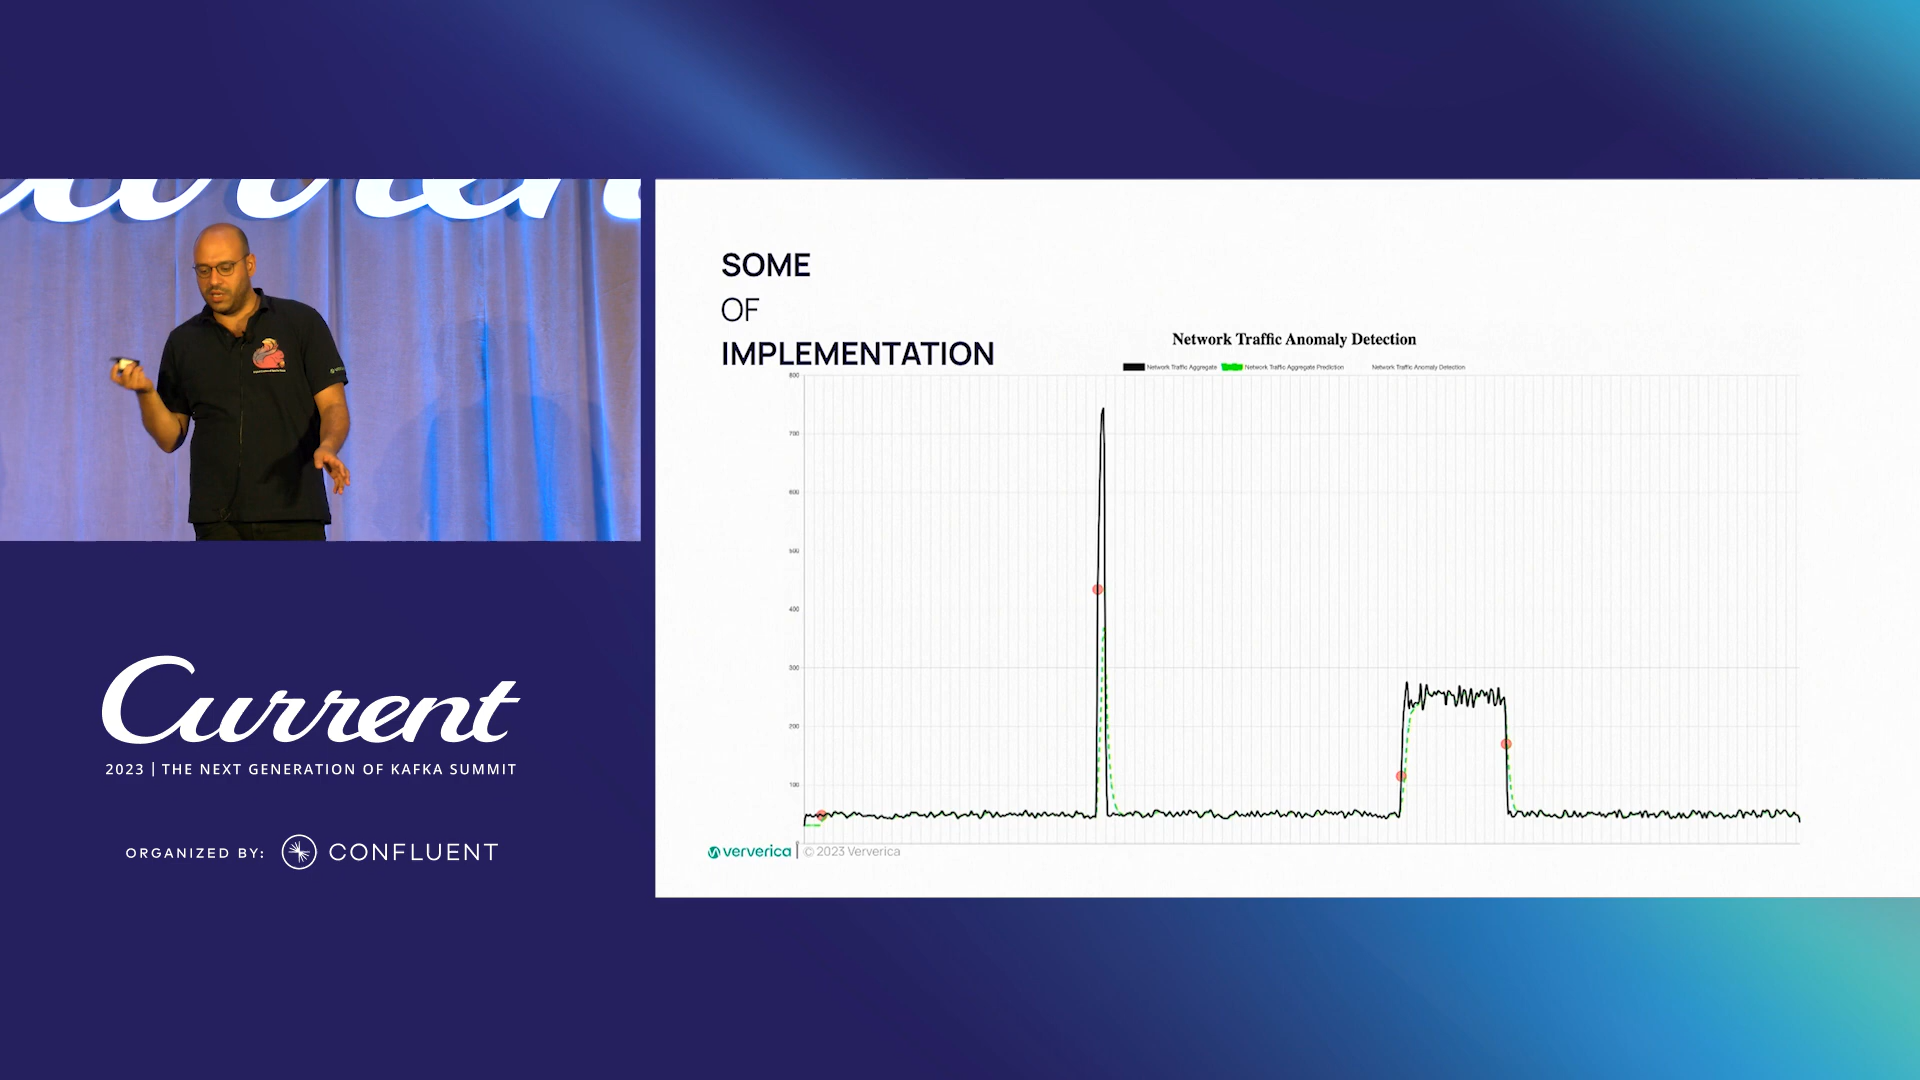 Current
SOME
OF
IMPLEMENTATION
Network Traffic Anomaly Detection
Network Traffic Aggregate Network Traffic Aggregate Prediction Network Traffic Anomaly Detection
800
700
600
500
400
300
200
100
ververica | © 2023 Ververica
Current
2023 | THE NEXT GENERATION OF KAFKA SUMMIT
ORGANIZED BY: CONFLUENT